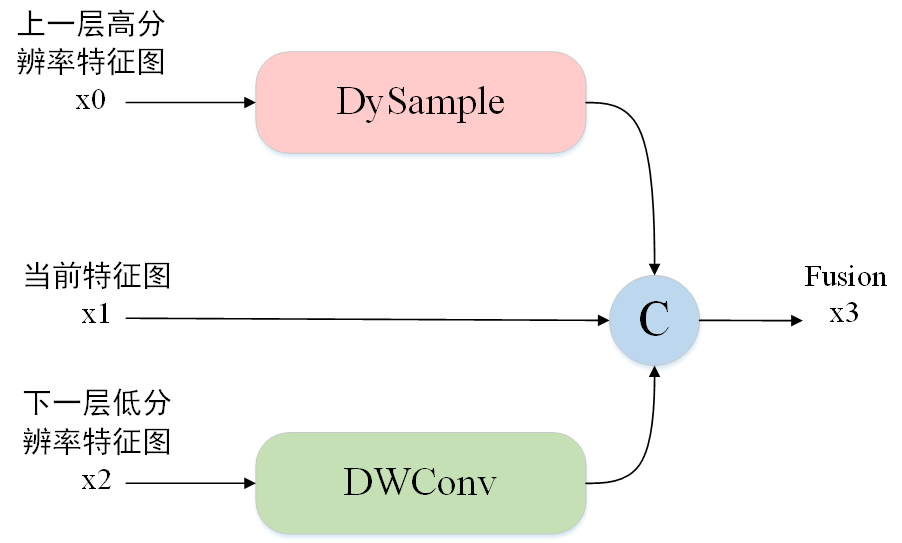 上一层高分
辨率特征图
x0
DySample
当前特征图
x1
C
Fusion
x3
下一层低分
辨率特征图
x2
DWConv